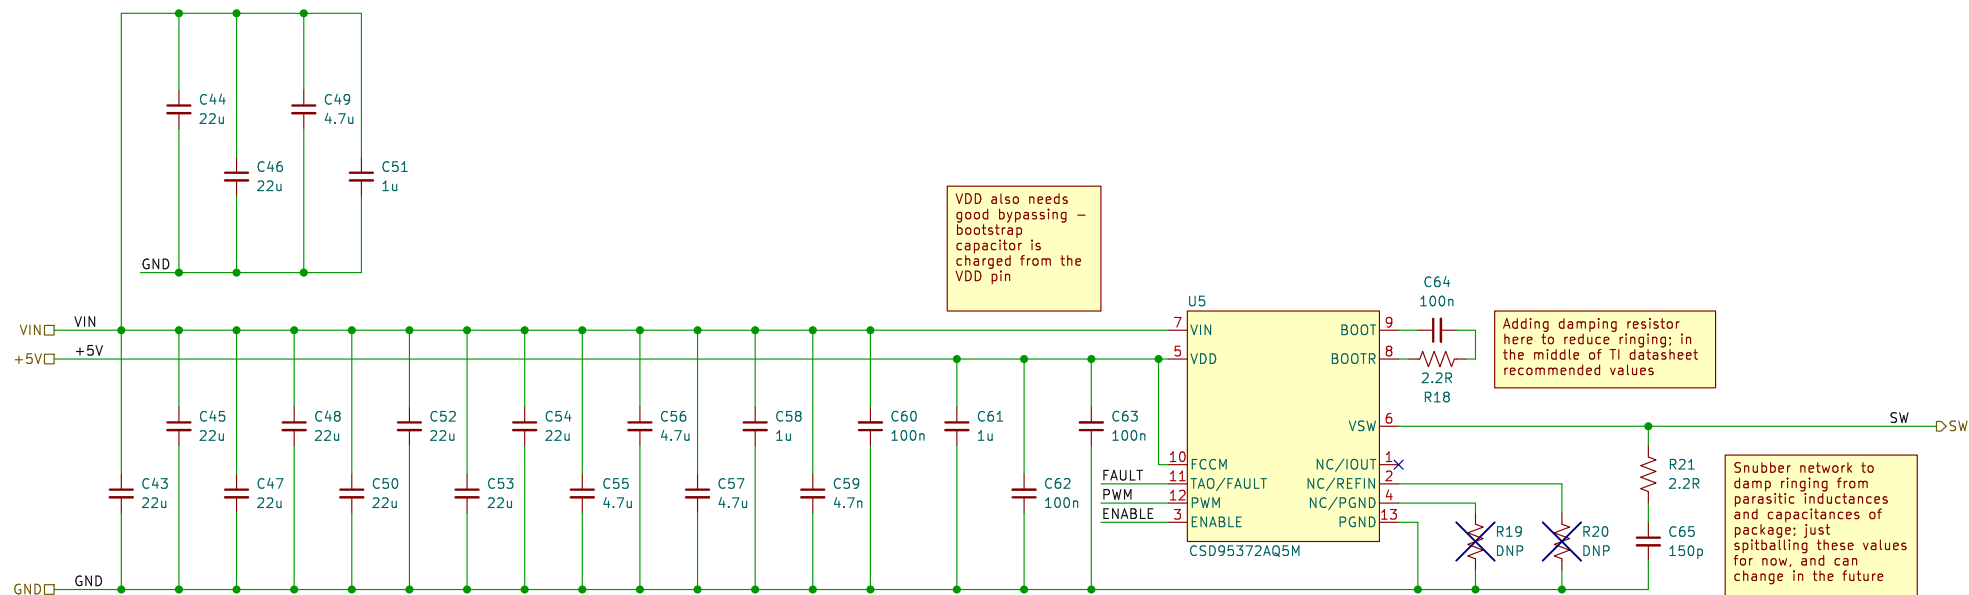 C44
22u
C49
4.7u
C46
22u
C51
1u
GND
VDD also needs
good bypassing –
bootstrap
capacitor is
charged from the
VDD pin
VIN
VIN
+5V
+5V
U5
7
VIN
5
VDD
10
FCCM
FAULT
11
TAO/FAULT
PWM
12
PWM
ENABLE
3
ENABLE
CSD95372AQ5M
BOOT
9
BOOTR
8
VSW
6
NC/IOUT
1
NC/REFIN
2
NC/PGND
4
PGND
13
C64
100n
2.2R
R18
Adding damping resistor
here to reduce ringing; in
the middle of TI datasheet
recommended values
SW
SW
C45
22u
C48
22u
C52
22u
C54
22u
C56
4.7u
C58
1u
C60
100n
C61
1u
C63
100n
C43
22u
C47
22u
C50
22u
C53
22u
C55
4.7u
C57
4.7u
C59
4.7n
C62
100n
R21
2.2R
R19
DNP
R20
DNP
C65
150p
Snubber network to
damp ringing from
parasitic inductances
and capacitances of
package; just
spitballing these values
for now, and can
change in the future
GND
GND